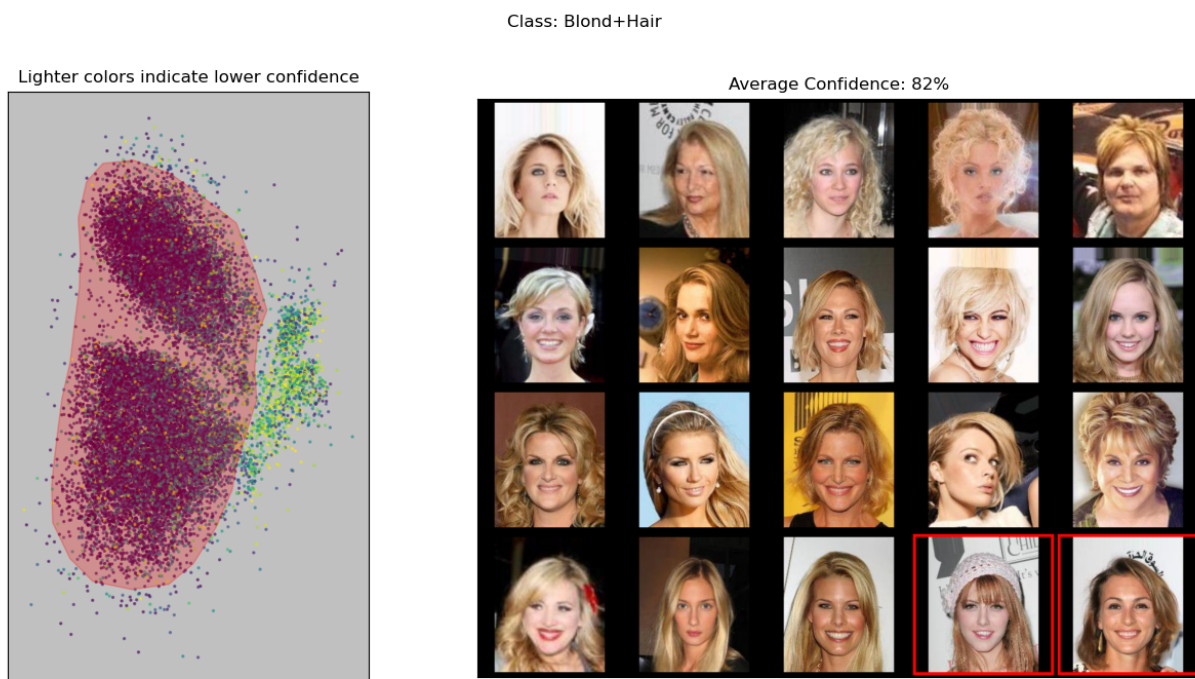 Class: Blond+Hair
Lighter colors indicate lower confidence
Average Confidence: 82%